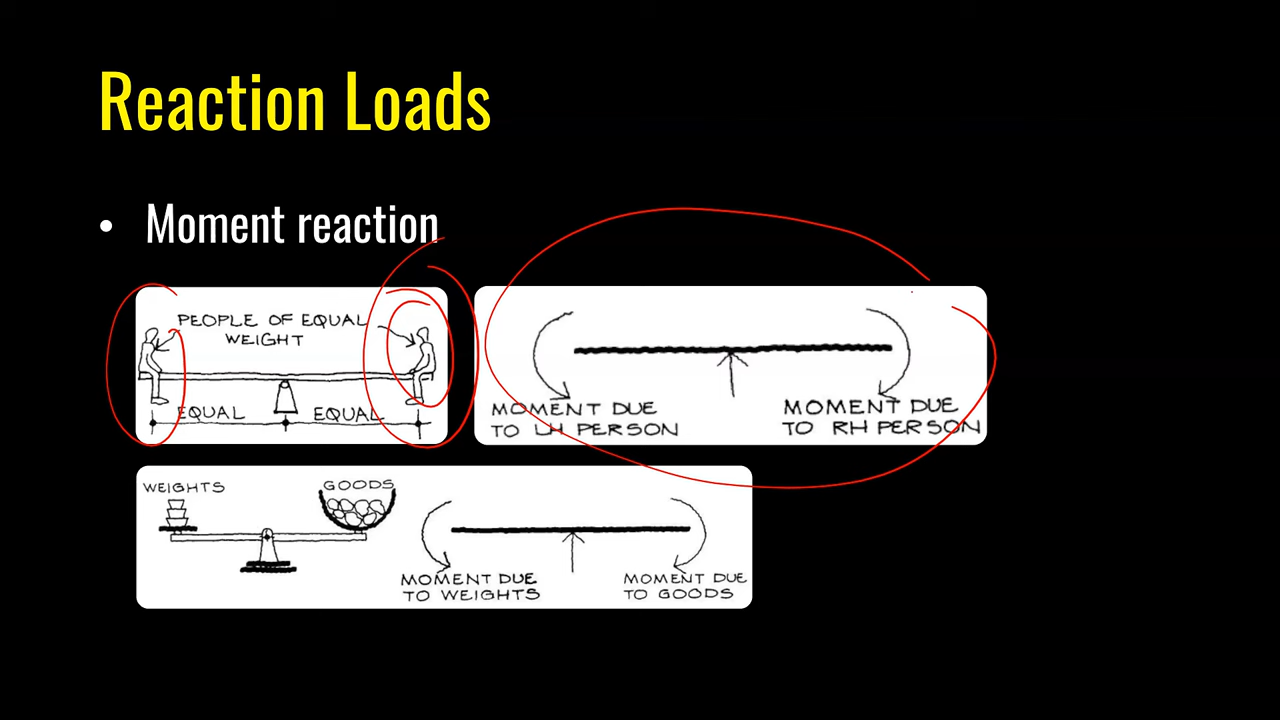 Reaction Loads
• Moment reaction
PEOPLE OF EQUAL
WEIGHT
EQUAL EQUAL
MOMENT DUE
TO LH PERSON
MOMENT DUE
TO RH PERSON
WEIGHTS
GOODS
MOMENT DUE
TO WEIGHTS
MOMENT DUE
TO GOODS